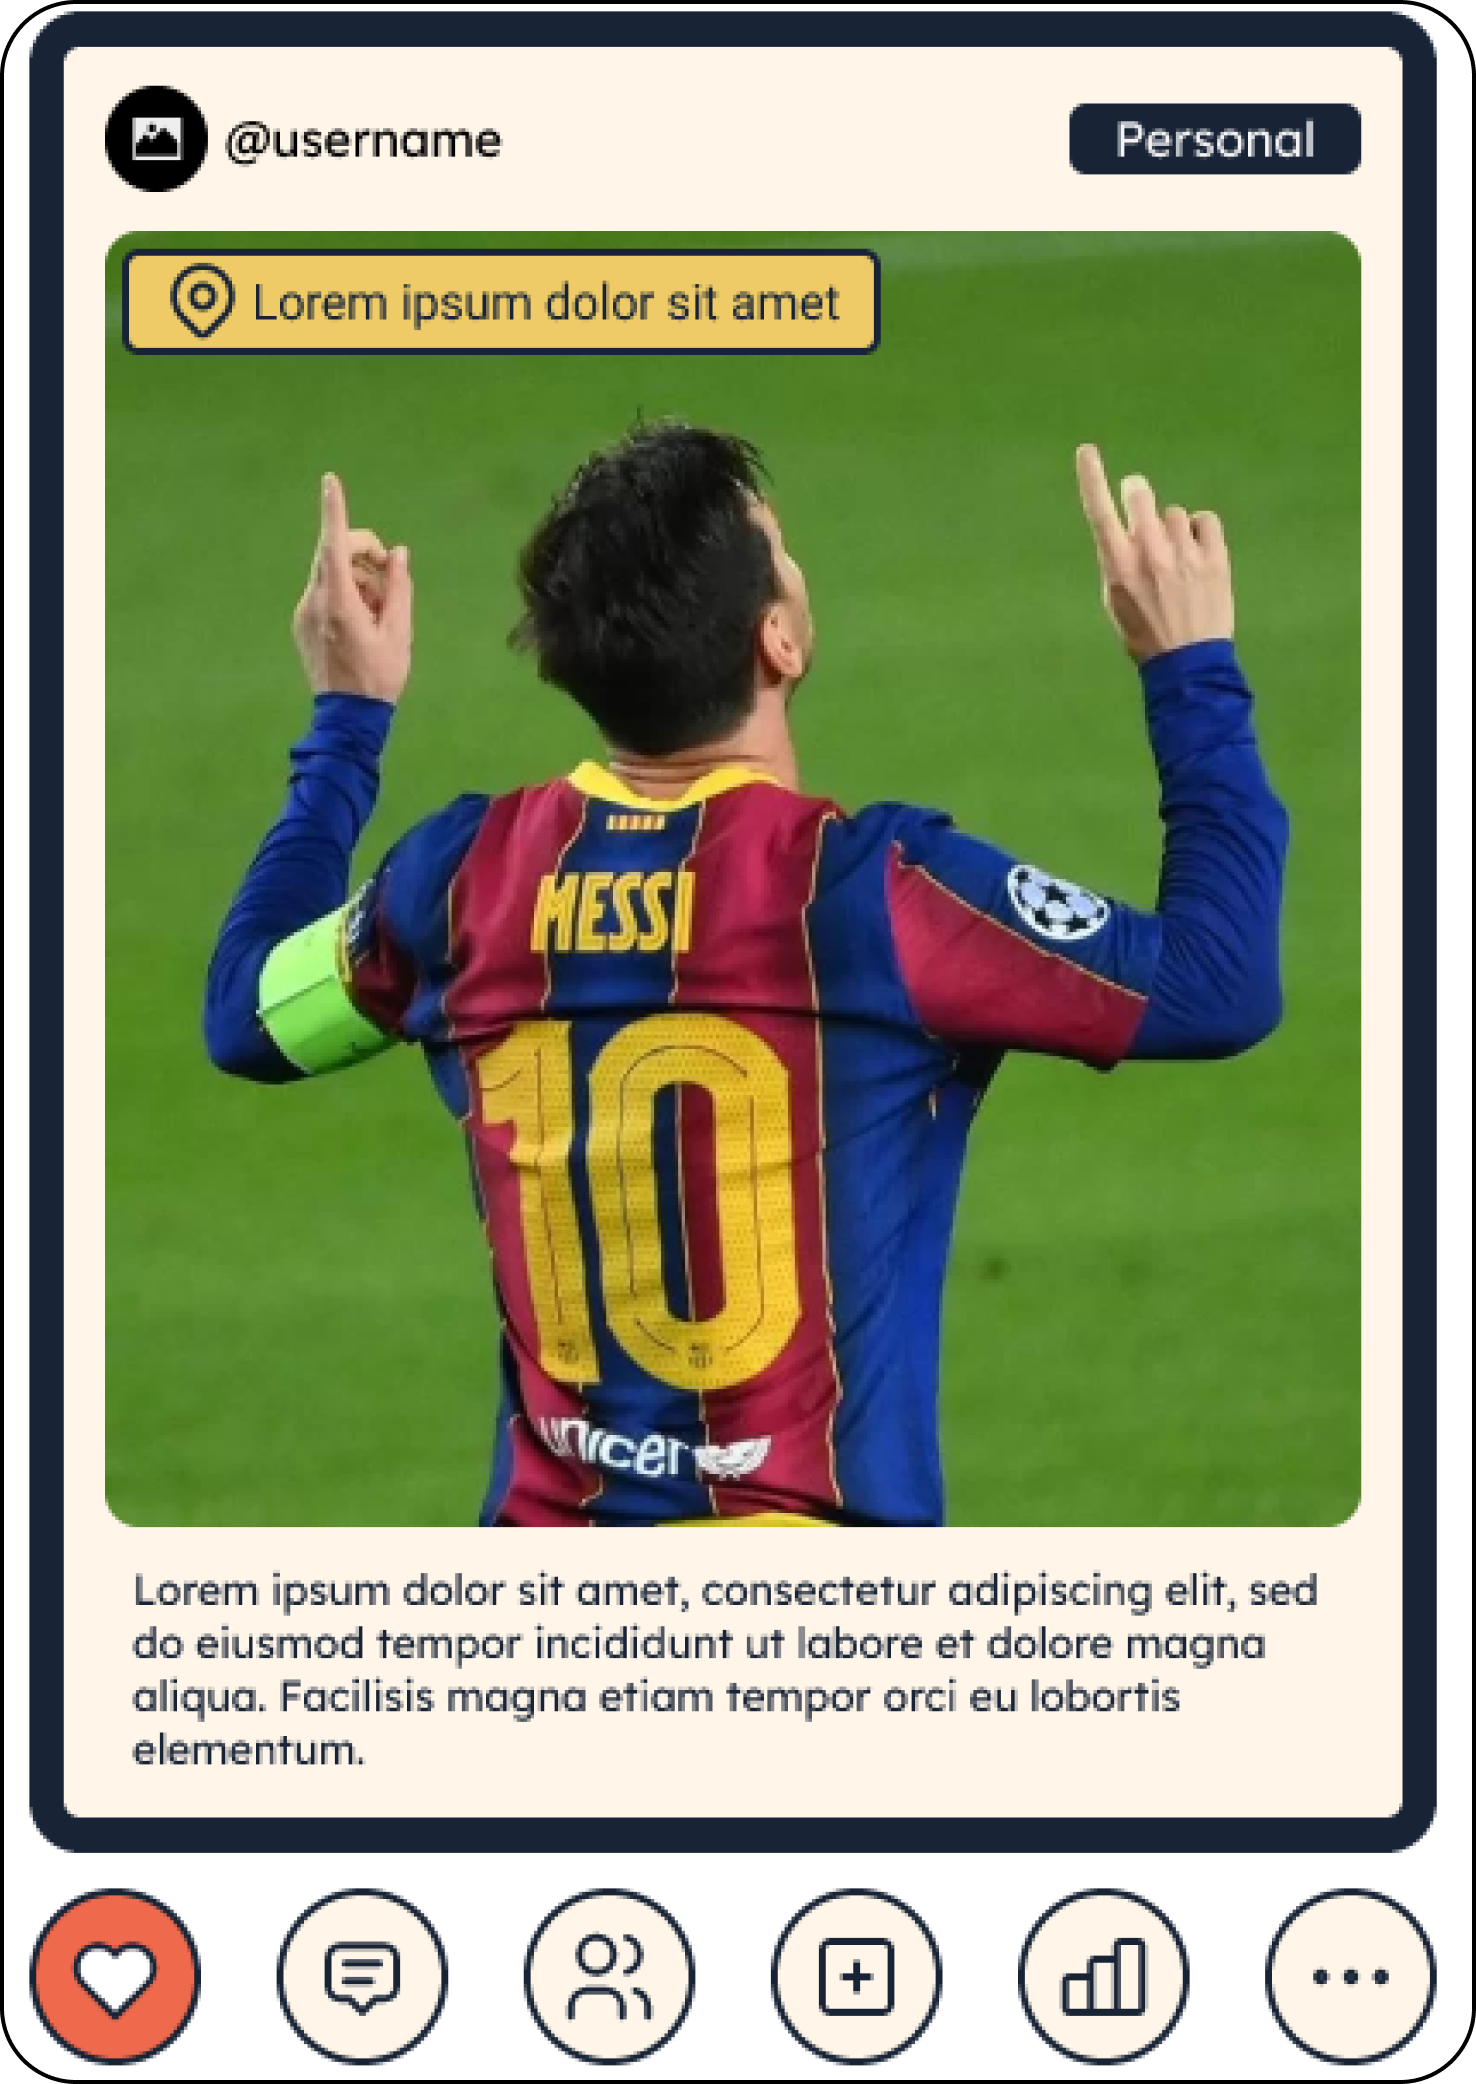 @username
Personal
Lorem ipsum dolor sit amet
MESSI
10
unicef
Lorem ipsum dolor sit amet, consectetur adipiscing elit, sed
do eiusmod tempor incididunt ut labore et dolore magna
aliqua. Facilisis magna etiam tempor orci eu lobortis
elementum.